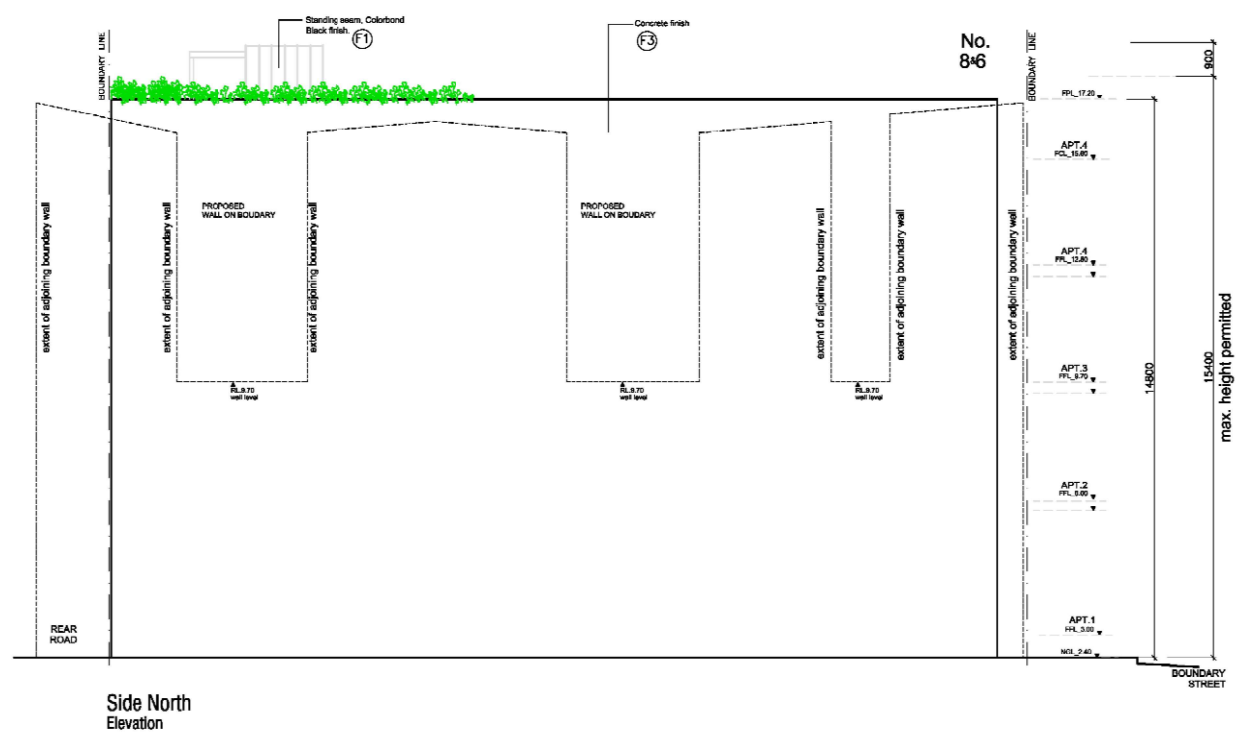 Standing seam, Colorbond
Black finish.
F1
Concrete finish
F3
No.
8&6
BOUNDARY LINE
BOUNDARY LINE
900
FPL_17.20
APT.4
FCL_15.60
PROPOSED
WALL ON BOUDARY
PROPOSED
WALL ON BOUDARY
extent of adjoining boundary wall
extent of adjoining boundary wall
extent of adjoining boundary wall
extent of adjoining boundary wall
extent of adjoining boundary wall
extent of adjoining boundary wall
APT.4
FFL_12.80
APT.3
FFL_9.70
14800
15400
max. height permitted
RL.9.70
wall level
RL.9.70
wall level
RL.9.70
wall level
APT.2
FFL_6.60
APT.1
FFL_3.00
NGL_2.40
REAR
ROAD
BOUNDARY
STREET
Side North
Elevation